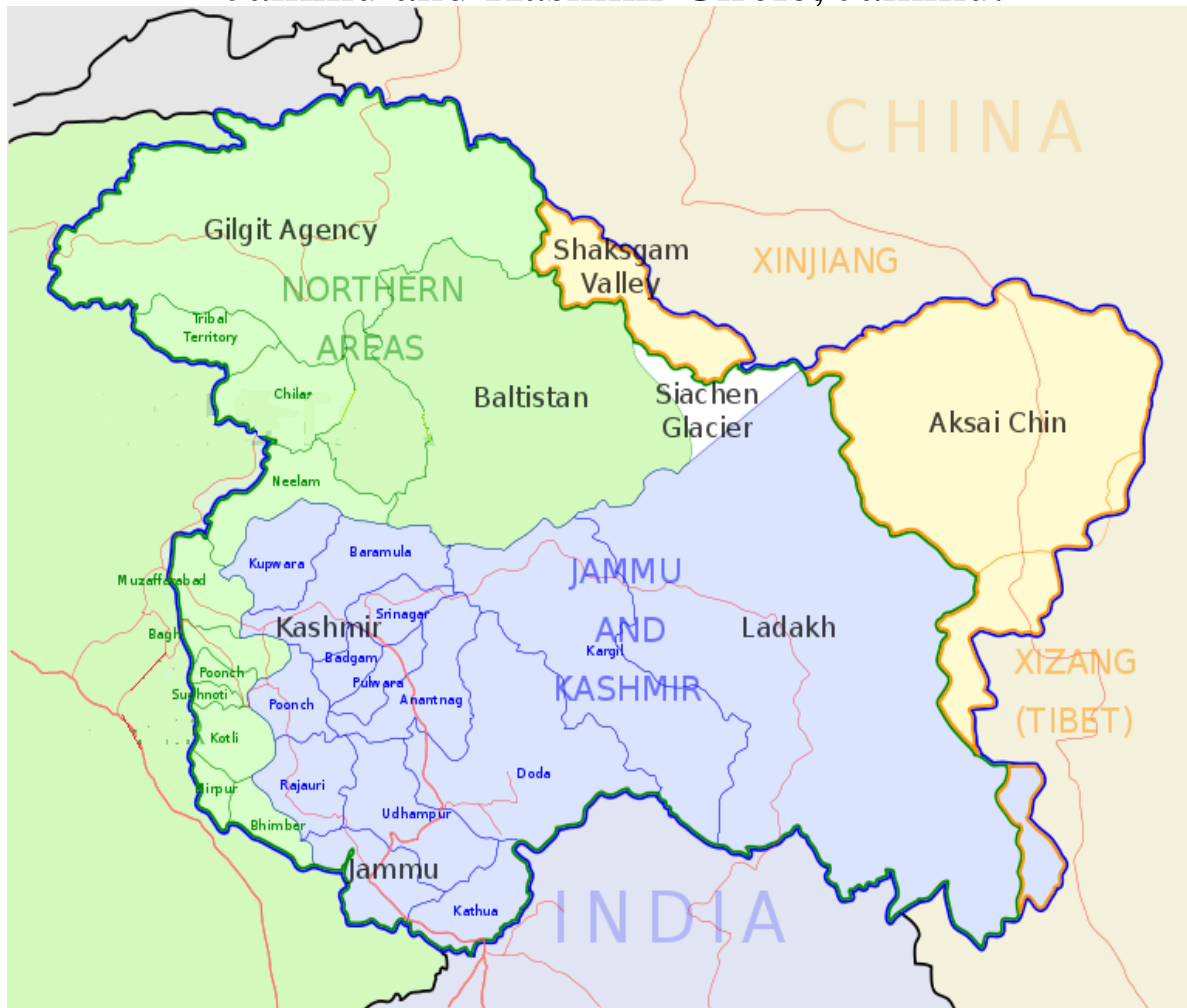 CHINA
Gilgit Agency
Shaksgam
Valley
XINJIANG
NORTHERN
AREAS
Tribal
Territory
Chilas
Baltistan
Siachen
Glacier
Aksai Chin
Neelam
Kupwara
Baramula
Muzaffarabad
JAMMU
AND
KASHMIR
Srinagar
Kashmir
Ladakh
Bagh
Badgam
Kargil
Poonch
Pulwara
XIZANG
(TIBET)
Sudhnoti
Poonch
Anantnag
Kotli
Mirpur
Rajauri
Doda
Bhimber
Udhampur
Jammu
Kathua
INDIA